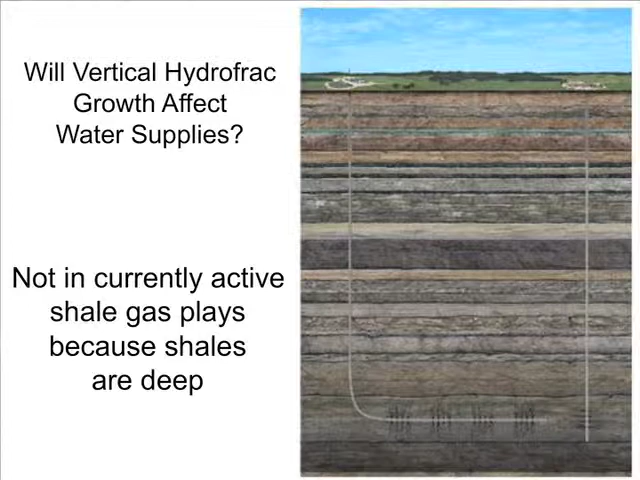 Will Vertical Hydrofrac
Growth Affect
Water Supplies?
Not in currently active
shale gas plays
because shales
are deep